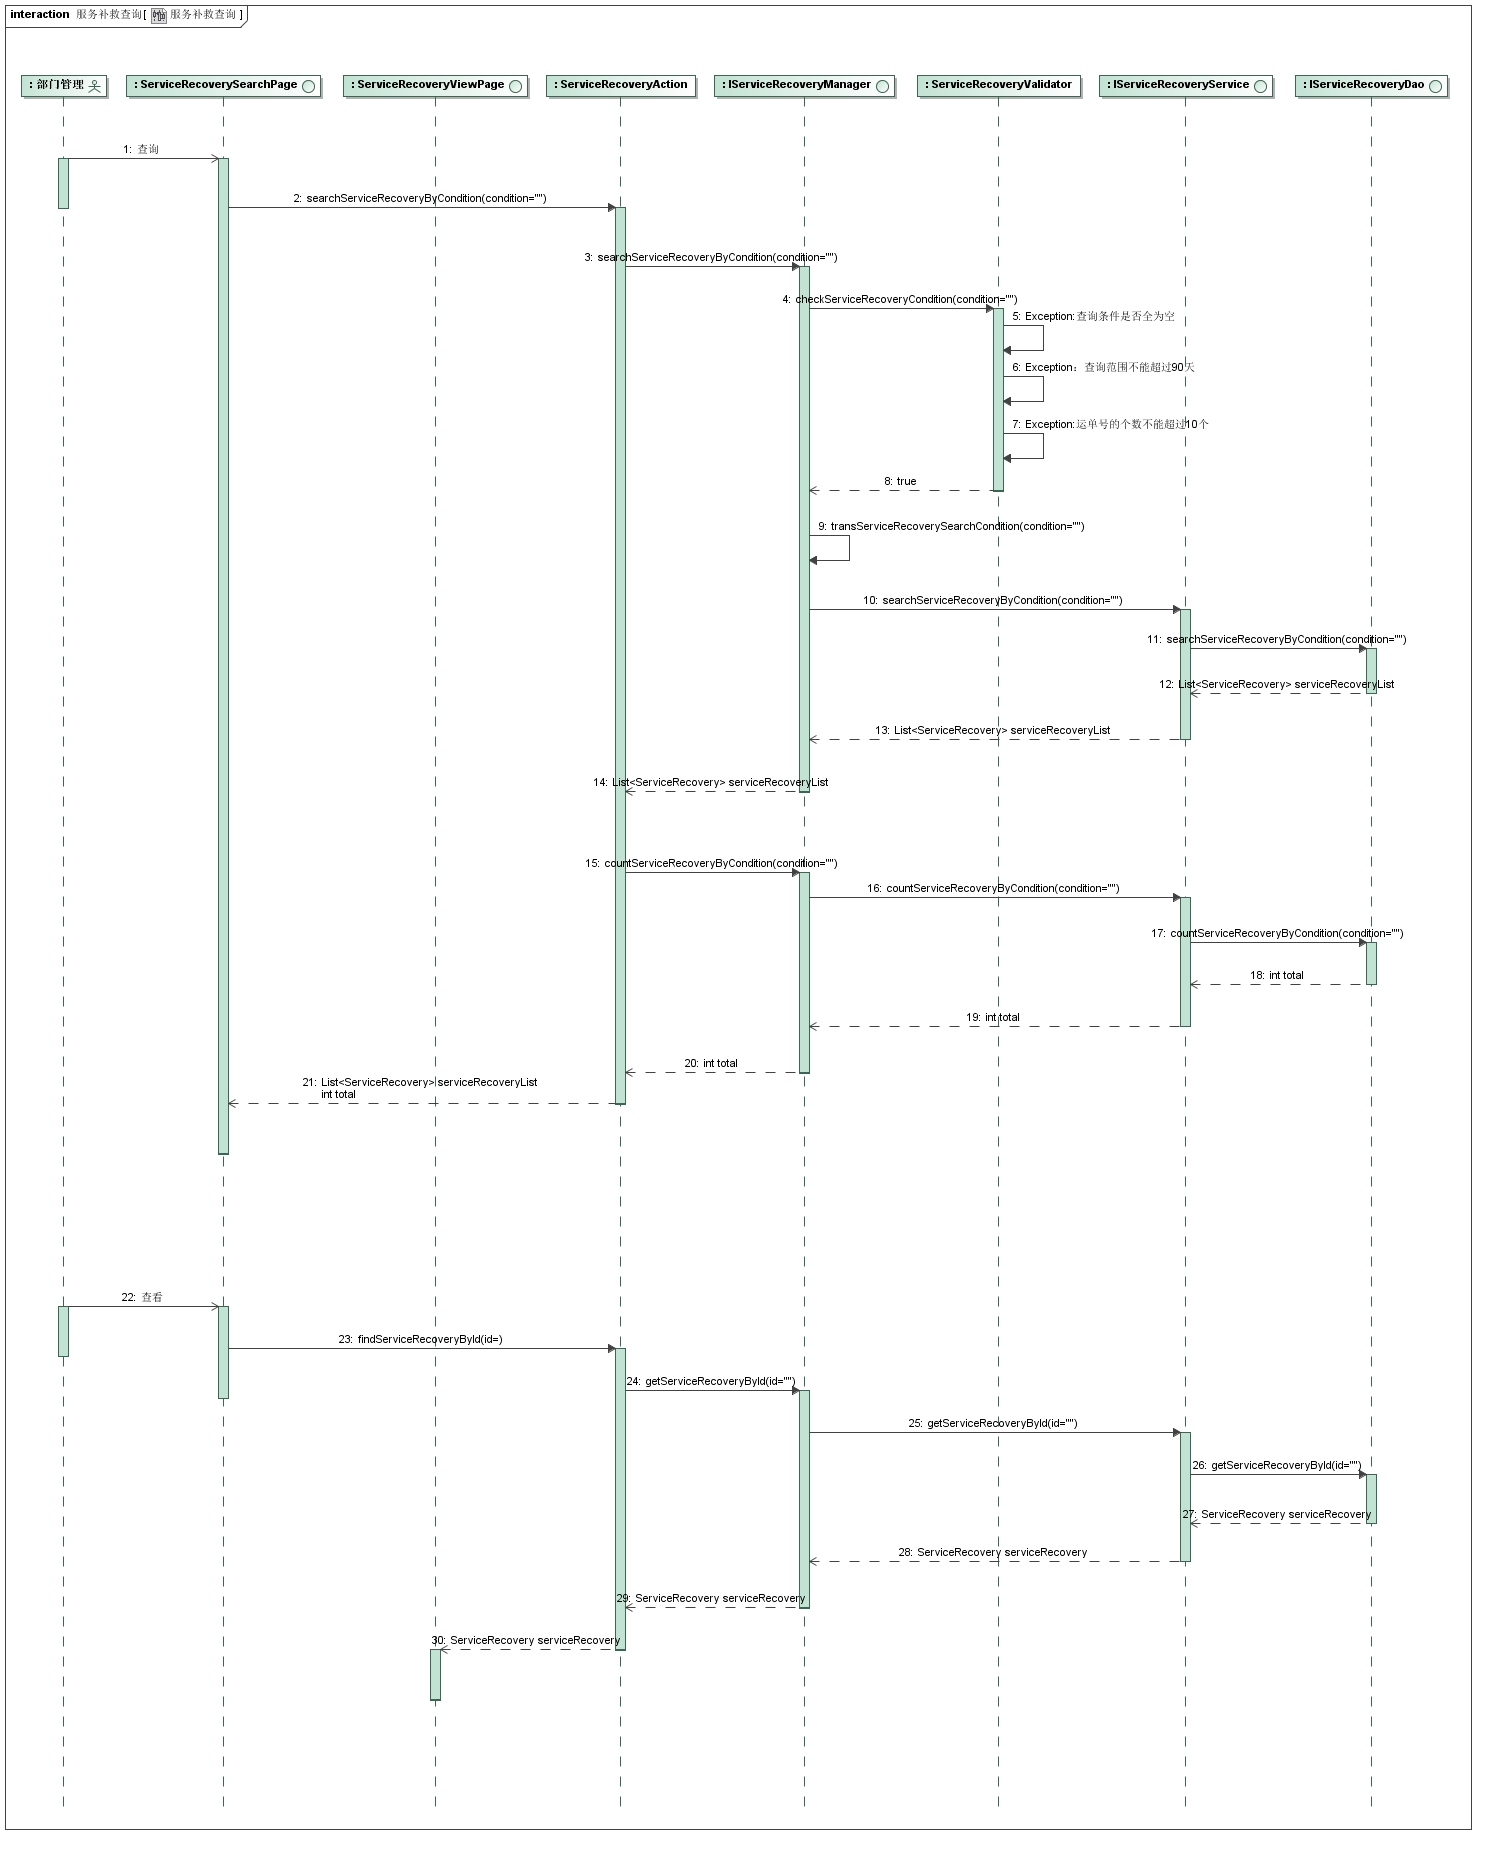 interaction 服务补救查询[ 服务补救查询 ]
: 部门管理
: ServiceRecoverySearchPage
: ServiceRecoveryViewPage
: ServiceRecoveryAction
: IServiceRecoveryManager
: ServiceRecoveryValidator
: IServiceRecoveryService
: IServiceRecoveryDao
1: 查询
2: searchServiceRecoveryByCondition(condition="")
3: searchServiceRecoveryByCondition(condition="")
4: checkServiceRecoveryCondition(condition="")
5: Exception:查询条件是否全为空
6: Exception：查询范围不能超过90天
7: Exception:运单号的个数不能超过10个
8: true
9: transServiceRecoverySearchCondition(condition="")
10: searchServiceRecoveryByCondition(condition="")
11: searchServiceRecoveryByCondition(condition="")
12: List<ServiceRecovery> serviceRecoveryList
13: List<ServiceRecovery> serviceRecoveryList
14: List<ServiceRecovery> serviceRecoveryList
15: countServiceRecoveryByCondition(condition="")
16: countServiceRecoveryByCondition(condition="")
17: countServiceRecoveryByCondition(condition="")
18: int total
19: int total
20: int total
21: List<ServiceRecovery> serviceRecoveryList
int total
22: 查看
23: findServiceRecoveryById(id=)
24: getServiceRecoveryById(id="")
25: getServiceRecoveryById(id="")
26: getServiceRecoveryById(id="")
27: ServiceRecovery serviceRecovery
28: ServiceRecovery serviceRecovery
29: ServiceRecovery serviceRecovery
30: ServiceRecovery serviceRecovery